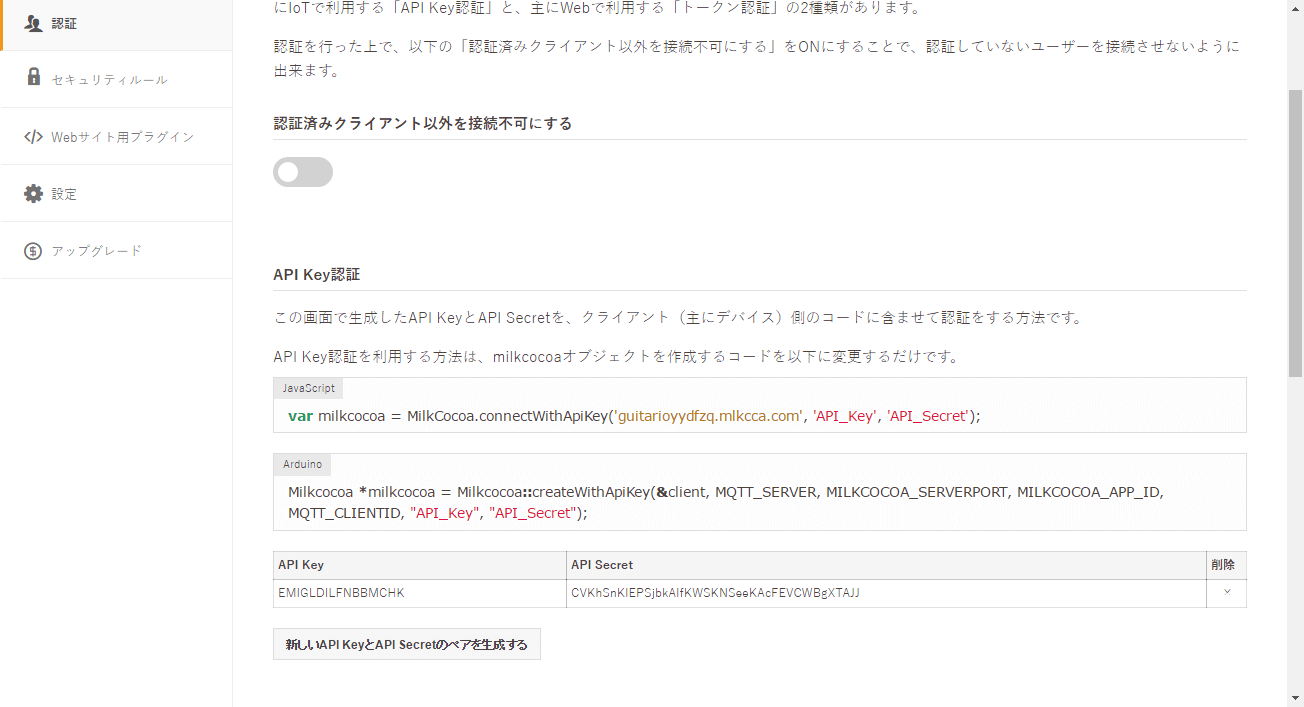 認証
セキュリティルール
Webサイト用プラグイン
設定
アップグレード
にIoTで利用する「API Key認証」と、主にWebで利用する「トークン認証」の2種類があります。
認証を行った上で、以下の「認証済みクライアント以外を接続不可にする」をONにすることで、認証していないユーザーを接続させないように
出来ます。
認証済みクライアント以外を接続不可にする
API Key認証
この画面で生成したAPI KeyとAPI Secretを、クライアント（主にデバイス）側のコードに含ませて認証をする方法です。
API Key認証を利用する方法は、milkcocoaオブジェクトを作成するコードを以下に変更するだけです。
JavaScript
var milkcocoa = MilkCocoa.connectWithApiKey('guitarioyydfzq.mlkcca.com', 'API_Key', 'API_Secret');
Arduino
Milkcocoa *milkcocoa = Milkcocoa::createWithApiKey(&client, MQTT_SERVER, MILKCOCOA_SERVERPORT, MILKCOCOA_APP_ID,
MQTT_CLIENTID, "API_Key", "API_Secret");
API Key API Secret 削除
EMIGLDILFNBBMCHK CVKhSnKIEPSjbkAIfKWSKNSeeKAcFEVCWBgXTAJJ
新しいAPI KeyとAPI Secretのペアを生成する